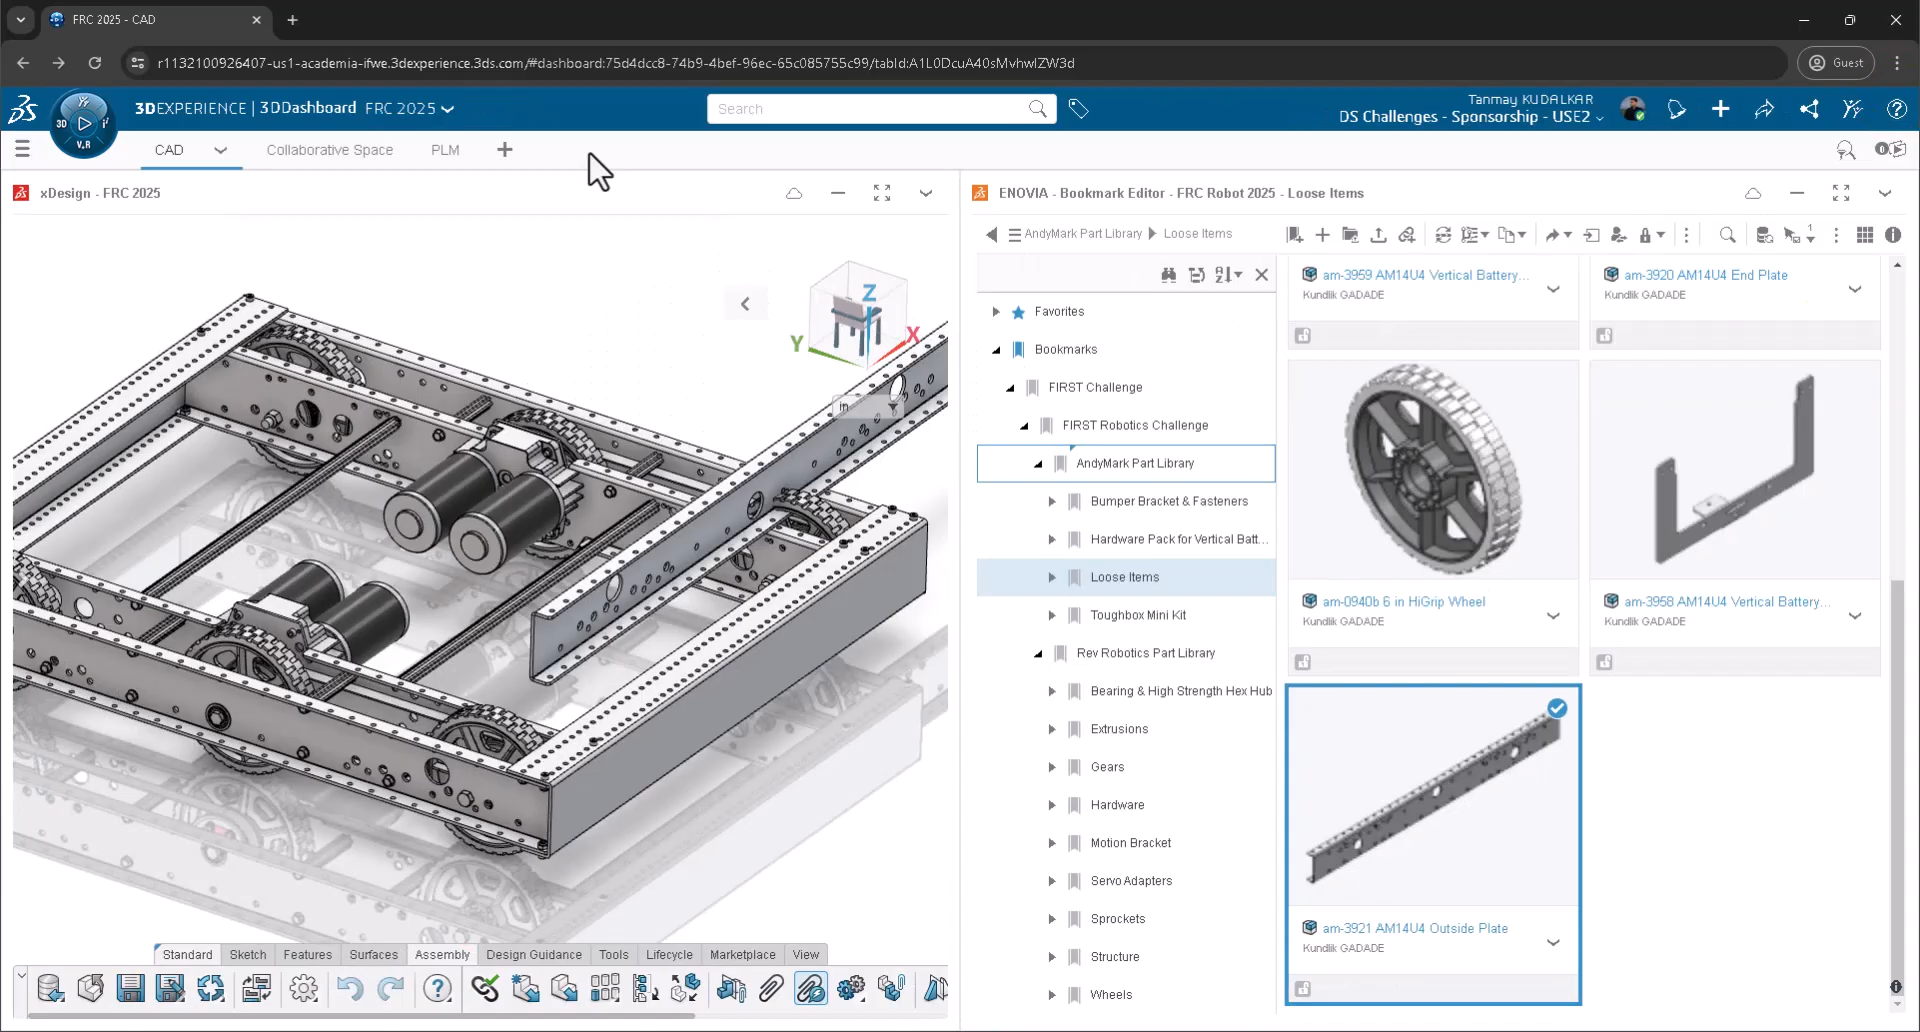 FRC 2025 - CAD
r1132100926407-us1-academia-ifwe.3dexperience.3ds.com/#dashboard:75d4dcc8-74b9-4bef-96ec-65c085755c99/tabId:A1L0DcuA40sMvhwIZW3d
Guest
3DEXPERIENCE | 3DDashboard FRC 2025
Search
Tanmay KUDALKAR
DS Challenges - Sponsorship - USE2
3D
V.R
CAD
Collaborative Space
PLM
0
xDesign - FRC 2025
ENOVIA - Bookmark Editor - FRC Robot 2025 - Loose Items
AndyMark Part Library
Loose Items
1
Z
Y
X
in
Favorites
Bookmarks
FIRST Challenge
FIRST Robotics Challenge
AndyMark Part Library
Bumper Bracket & Fasteners
Hardware Pack for Vertical Batt...
Loose Items
Toughbox Mini Kit
Rev Robotics Part Library
Bearing & High Strength Hex Hub
Extrusions
Gears
Hardware
Motion Bracket
Servo Adapters
Sprockets
Structure
Wheels
am-3959 AM14U4 Vertical Battery...
Kundlik GADADE
am-3920 AM14U4 End Plate
Kundlik GADADE
am-0940b 6 in HiGrip Wheel
Kundlik GADADE
am-3958 AM14U4 Vertical Battery...
Kundlik GADADE
am-3921 AM14U4 Outside Plate
Kundlik GADADE
Standard
Sketch
Features
Surfaces
Assembly
Design Guidance
Tools
Lifecycle
Marketplace
View